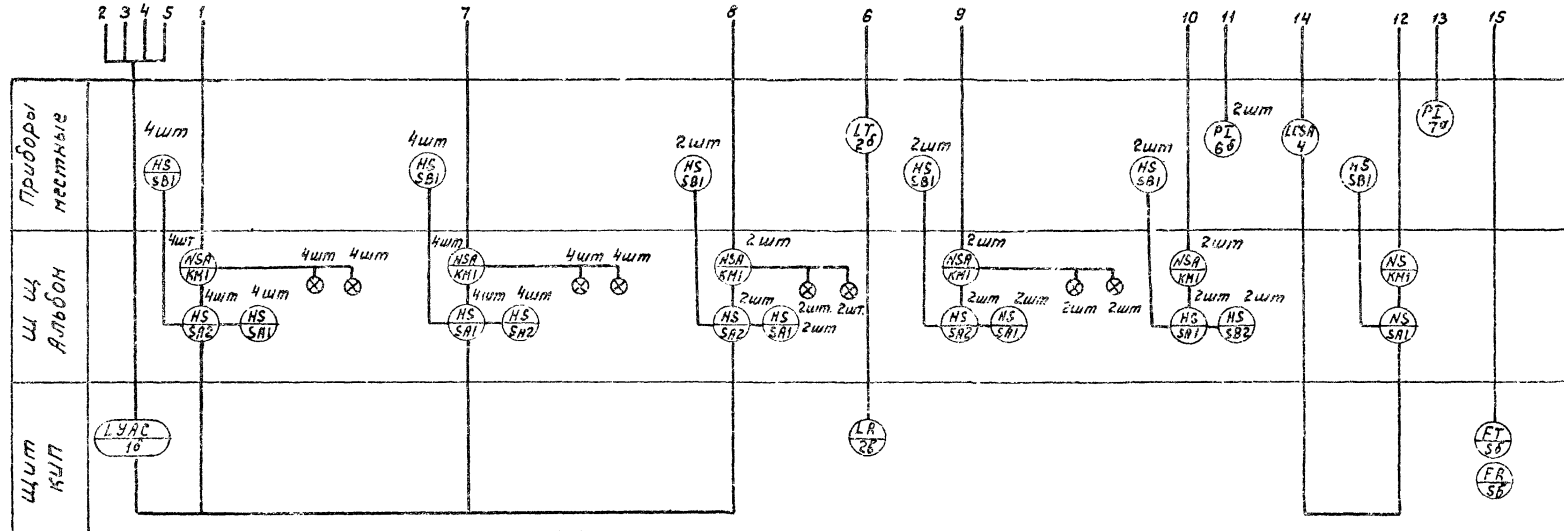 2 3 4 5 1 7 8 6 9 10 11 14 12 13 15
Приборы
местные
4шт
HS
SB1
4шт
HS
SB1
2шт
HS
SB1
LT
2б
2шт
HS
SB1
2шт
HS
SB1
2шт
PI
6б
LCSA
4
HS
SB1
PI
7б
Альбом
4шт
NSA
KM1
4шт 4шт
4шт
HS
SA2
4шт
HS
SA1
4шт
NSA
KM1
4шт 4шт
4шт
HS
SA1
4шт
HS
SA2
2шт
NSA
KM1
2шт
HS
SA2
HS
SA1
2шт
2шт. 2шт.
2шт
NSA
KM1
2шт
HS
SA2
2шт
HS
SA1
2шт 2шт
2шт
NSA
KM1
2шт
HS
SA1
2шт
HS
SB2
NS
KM1
NS
SA1
Щит
КИП
LYAC
1б
LR
2в
FT
5б
FR
5б